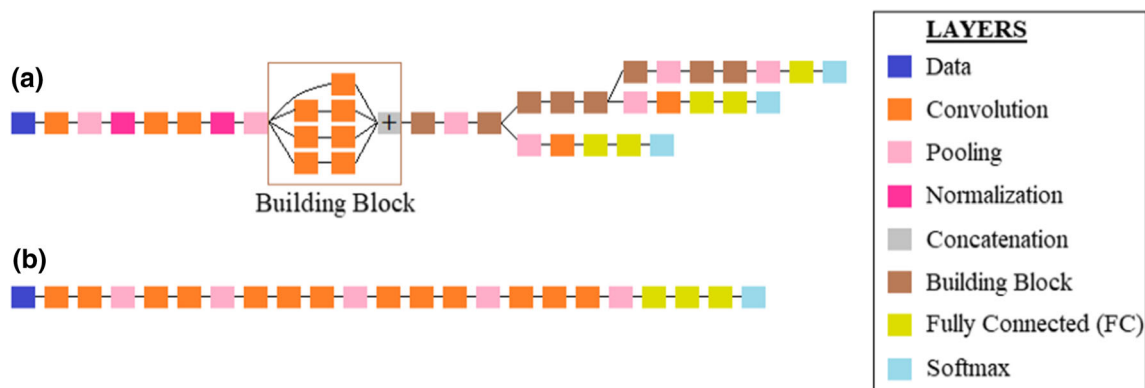 (a)
+
Building Block
(b)
LAYERS
Data
Convolution
Pooling
Normalization
Concatenation
Building Block
Fully Connected (FC)
Softmax